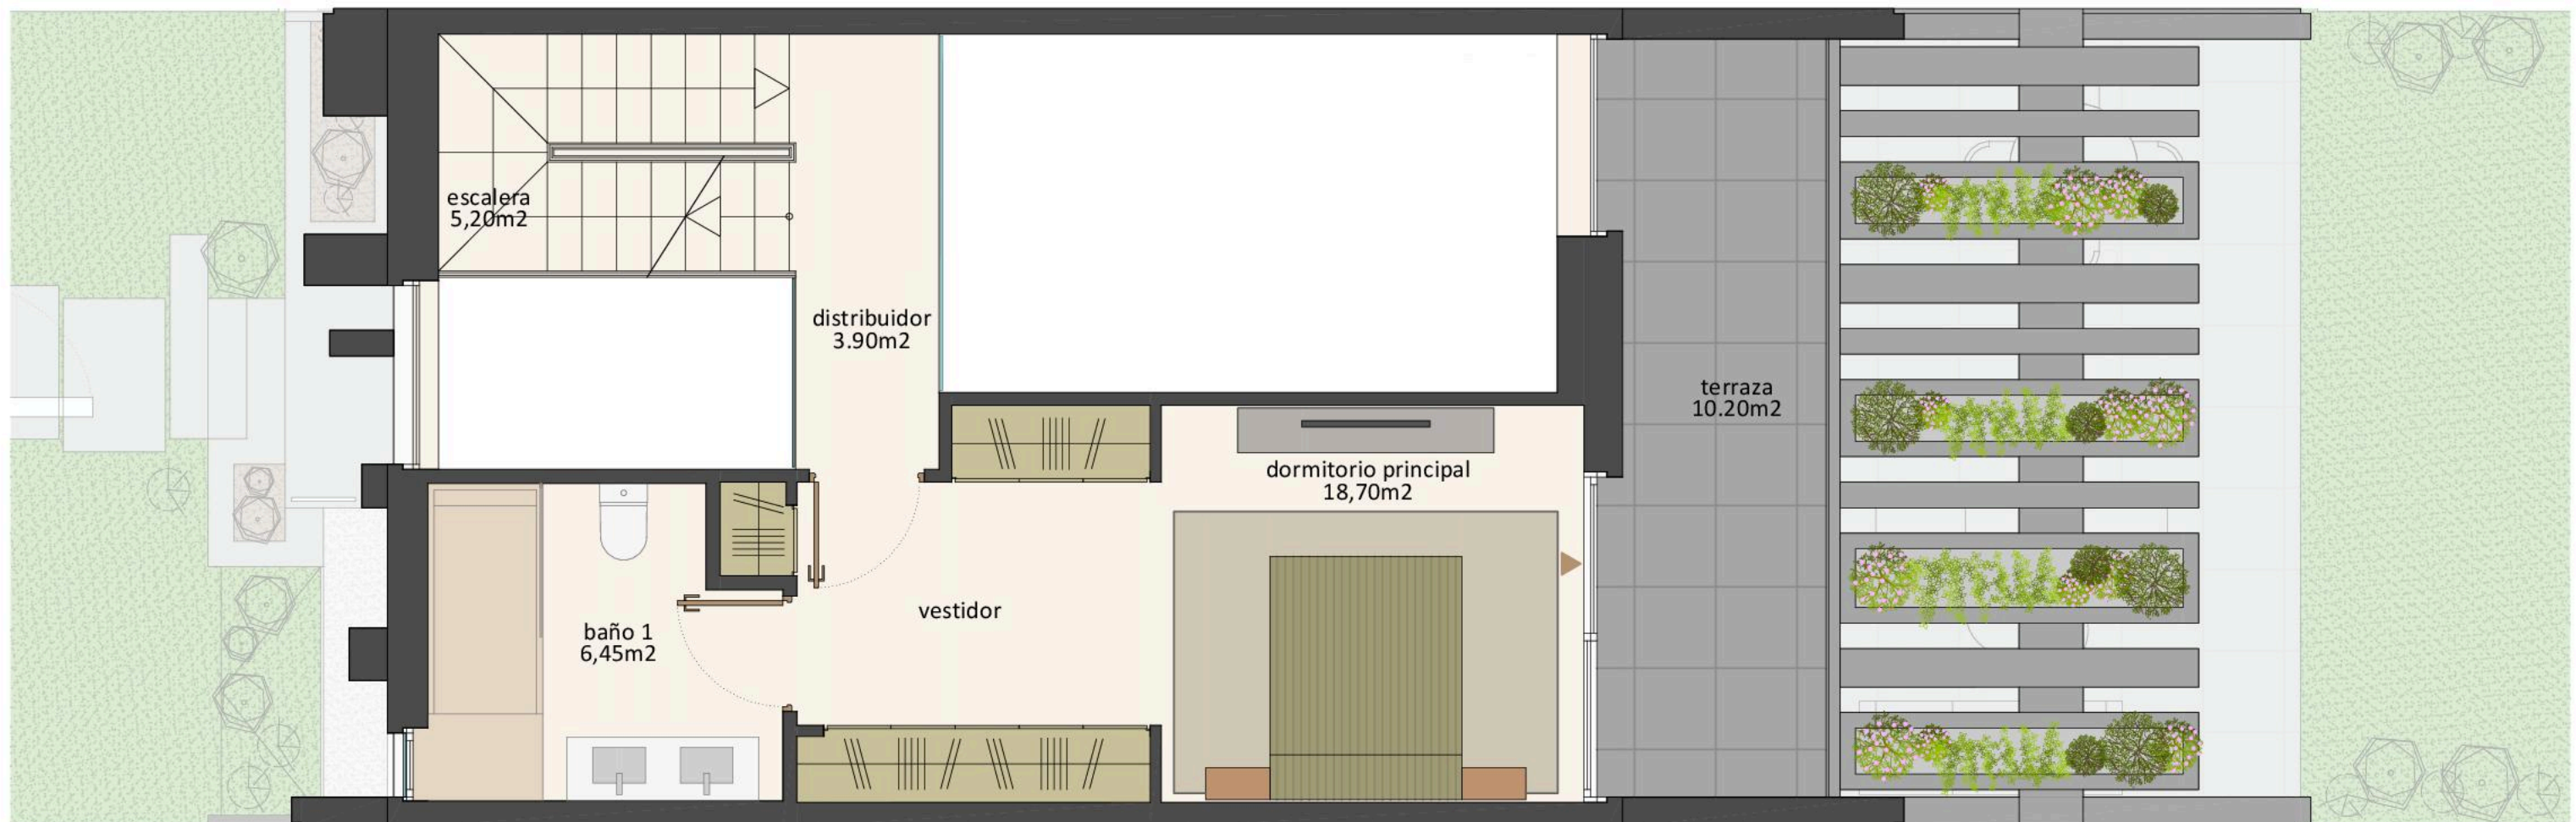 escalera
5,20m2
distribuidor
3.90m2
terraza
10.20m2
dormitorio principal
18,70m2
vestidor
baño 1
6,45m2